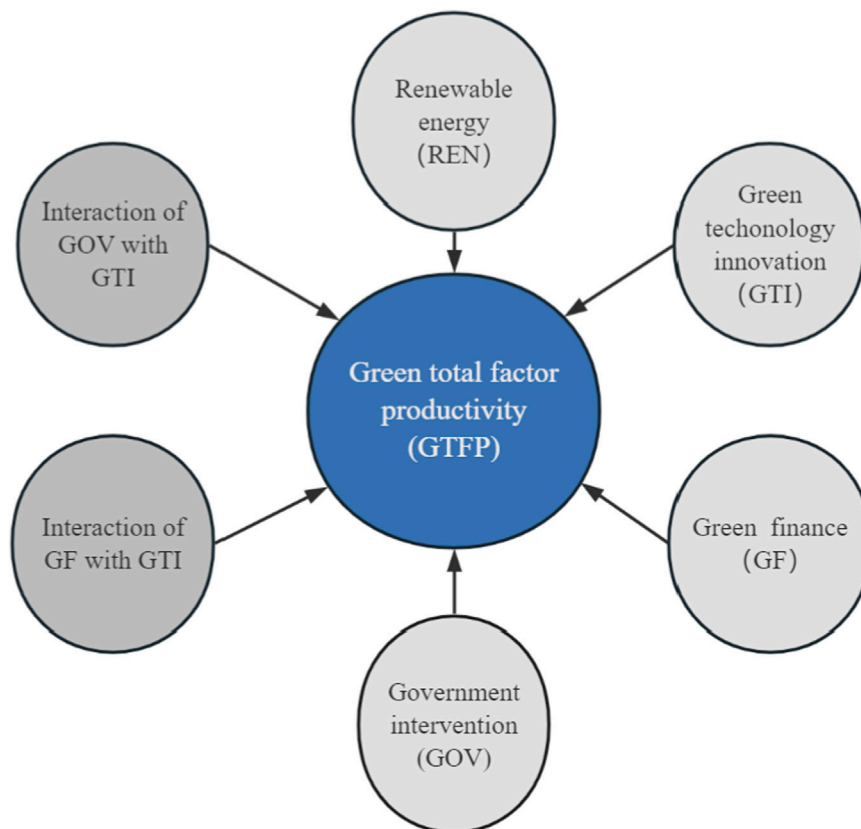 Renewable
energy
(REN)
Interaction of
GOV with
GTI
Green
techonology
innovation
(GTI)
Green total factor
productivity
(GTFP)
Interaction of
GF with GTI
Green finance
(GF)
Government
intervention
(GOV)